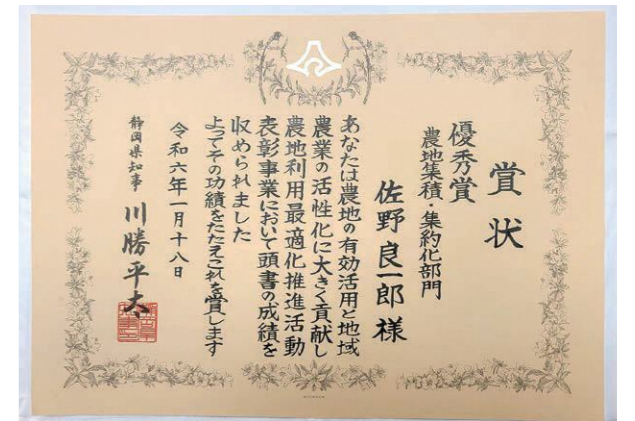 賞状
優秀賞
農地集積・集約化部門
佐野良一郎様
あなたは農地の有効活用と地域
農業の活性化に大きく貢献し
農地利用最適化推進活動
表彰事業において頭書の成績を
収められました
よってその功績をたたえこれを賞します
令和六年一月十八日
静岡県知事 川勝平太